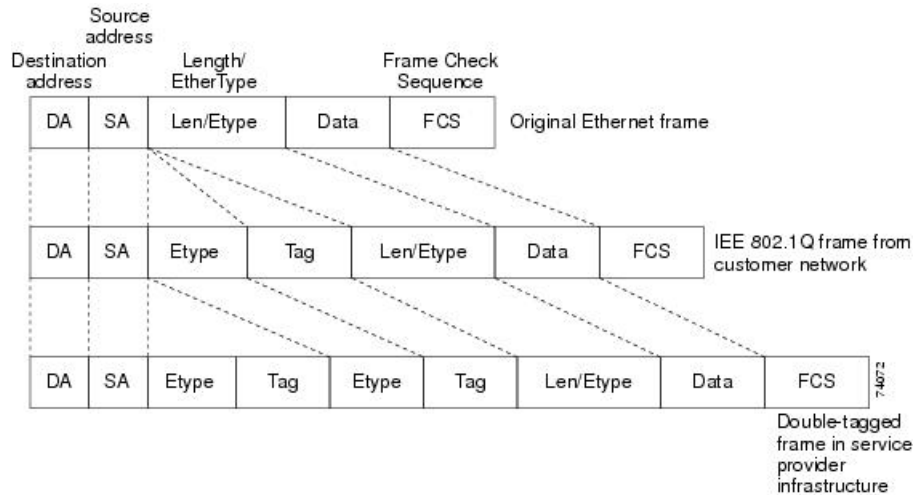 Source
address
Destination
address
Length/
EtherType
Frame Check
Sequence
DA SA Len/Etype Data FCS Original Ethernet frame
DA SA Etype Tag Len/Etype Data FCS
IEE 802.1Q frame from
customer network
DA SA Etype Tag Etype Tag Len/Etype Data FCS
74072
Double-tagged
frame in service
provider
infrastructure